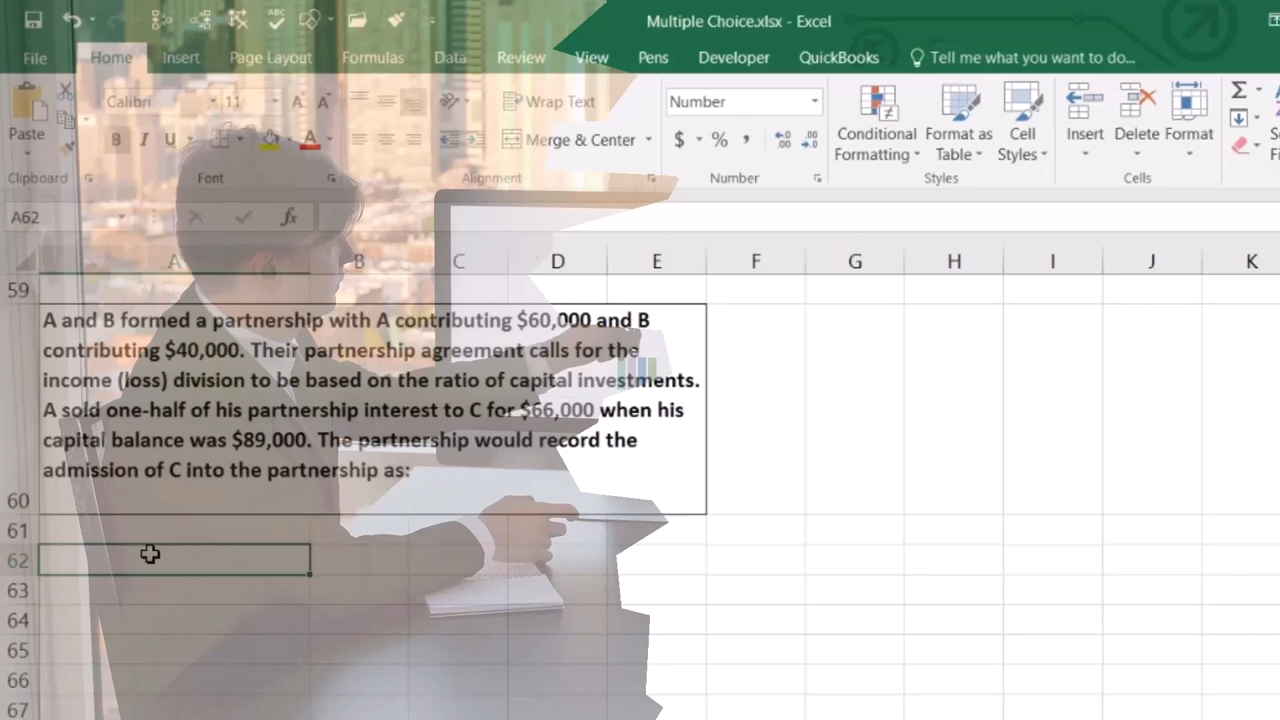 Multiple Choice.xlsx - Excel
File Home Insert Page Layout Formulas Data Review View Pens Developer QuickBooks Tell me what you want to do...
Calibri 11 Wrap Text Number
Paste B I U A Merge & Center $ % Conditional Formatting Format as Table Cell Styles Insert Delete Format
Clipboard Font Alignment Number Styles Cells
A62 fx
A B C D E F G H I J K
59
A and B formed a partnership with A contributing $60,000 and B
contributing $40,000. Their partnership agreement calls for the
income (loss) division to be based on the ratio of capital investments.
A sold one-half of his partnership interest to C for $66,000 when his
capital balance was $89,000. The partnership would record the
admission of C into the partnership as:
60
61
62
63
64
65
66
67